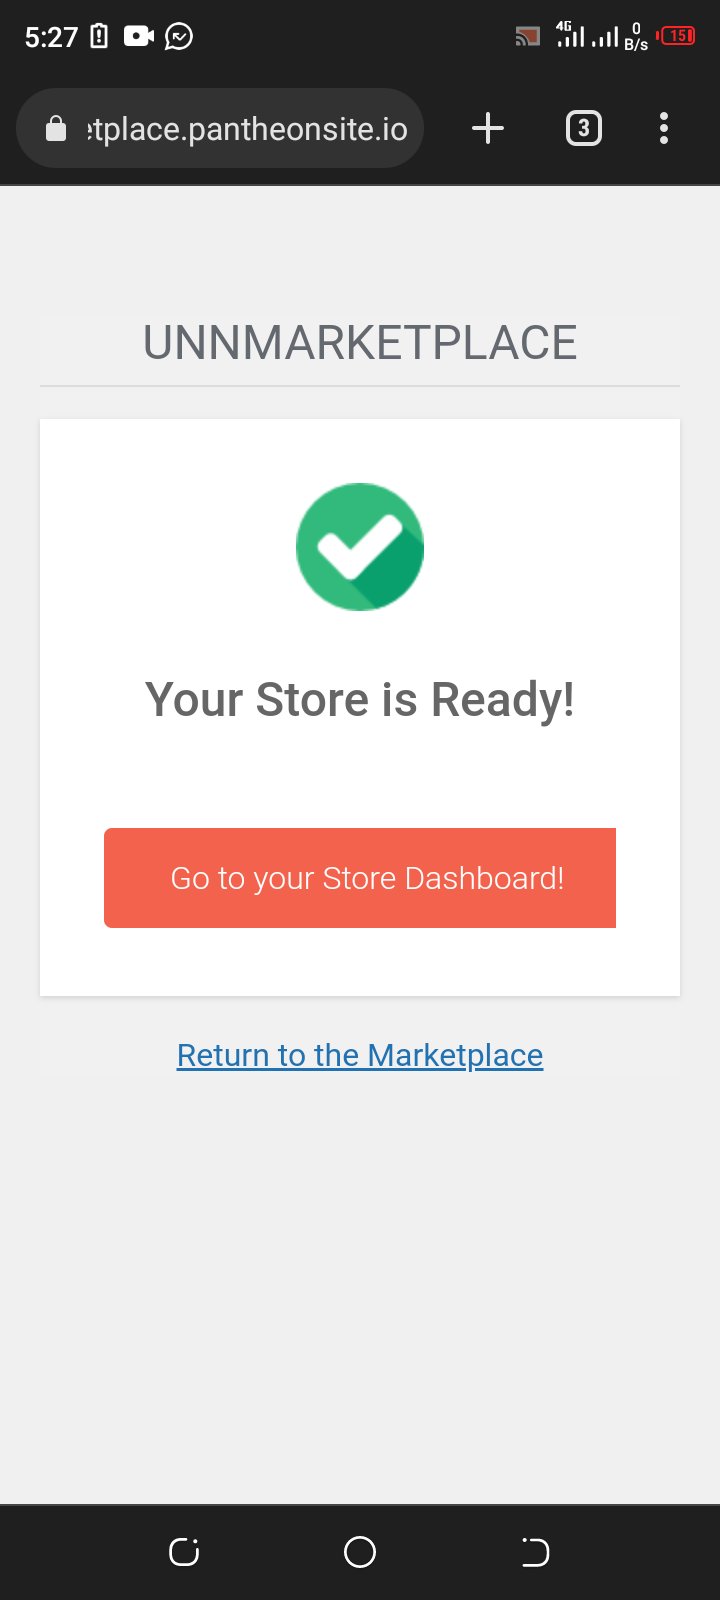 5:27
4G
0
B/s
15
etplace.pantheonsite.io
3
UNNMARKETPLACE
Your Store is Ready!
Go to your Store Dashboard!
Return to the Marketplace